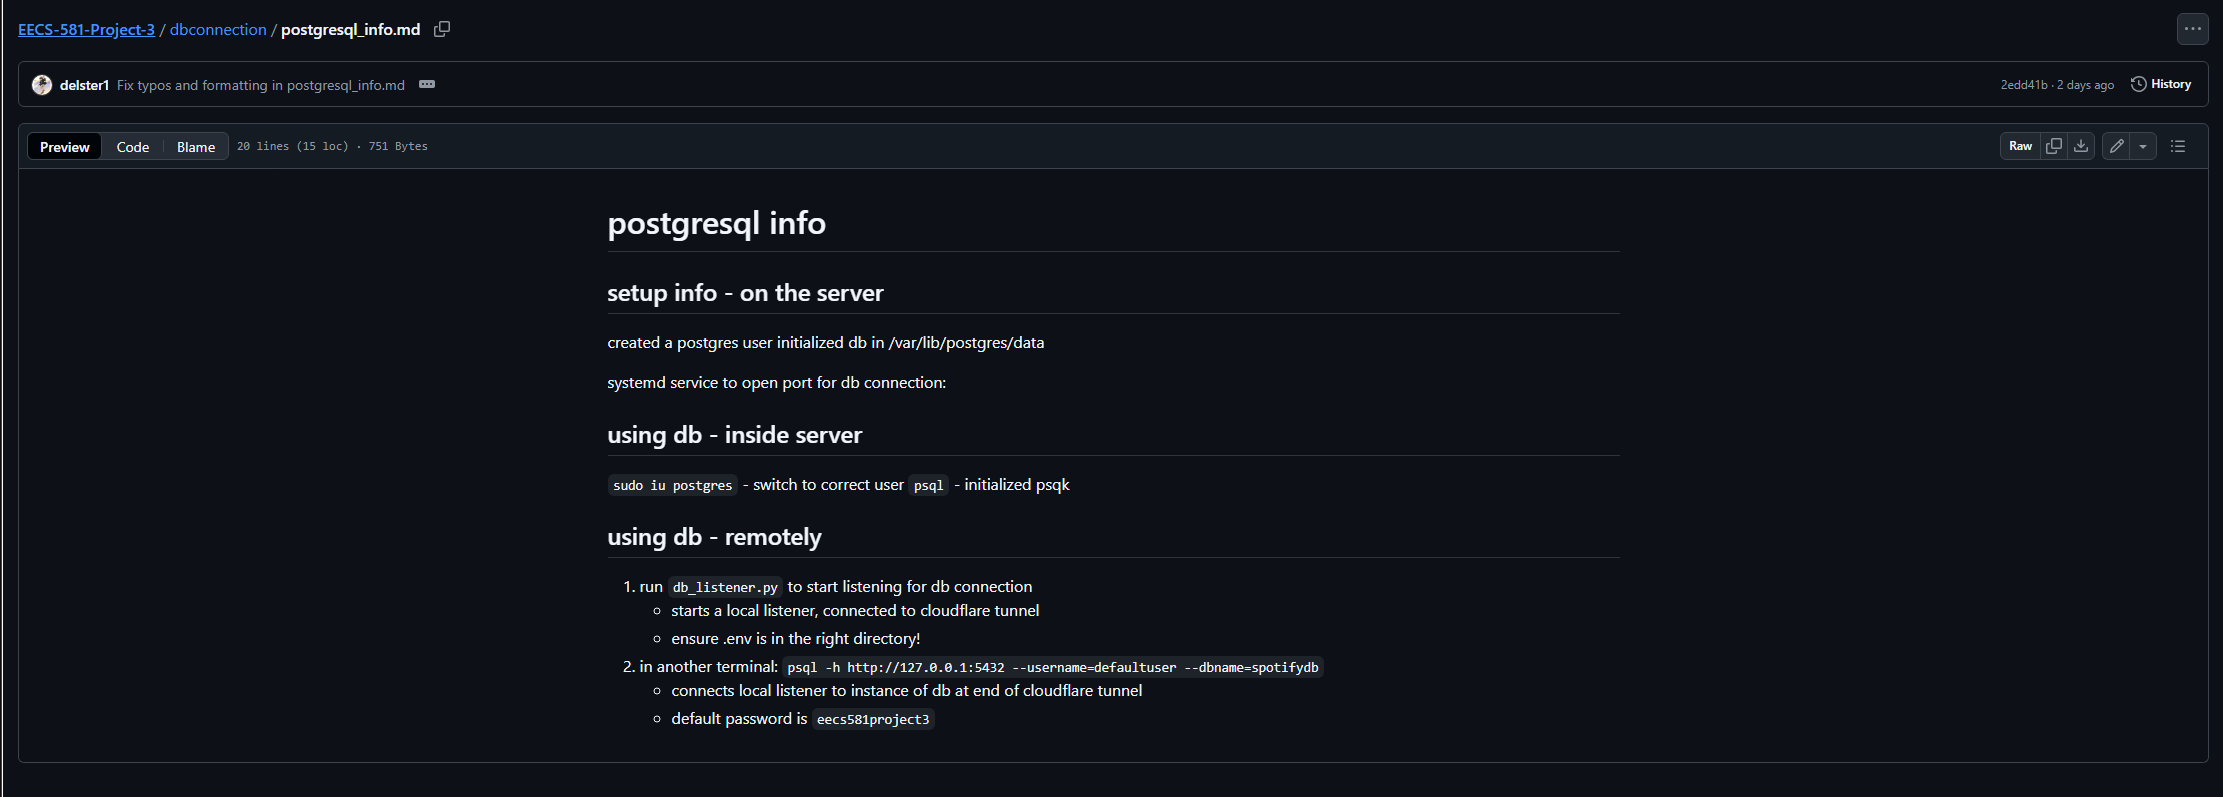 EECS-581-Project-3 / dbconnection / postgresql_info.md
delster1 Fix typos and formatting in postgresql_info.md
2edd41b · 2 days ago History
Preview Code Blame 20 lines (15 loc) · 751 Bytes
Raw
postgresql info
setup info - on the server
created a postgres user initialized db in /var/lib/postgres/data
systemd service to open port for db connection:
using db - inside server
sudo iu postgres - switch to correct user psql - initialized psqk
using db - remotely
1. run db_listener.py to start listening for db connection
◦ starts a local listener, connected to cloudflare tunnel
◦ ensure .env is in the right directory!
2. in another terminal: psql -h http://127.0.0.1:5432 --username=defaultuser --dbname=spotifydb
◦ connects local listener to instance of db at end of cloudflare tunnel
◦ default password is eecs581project3